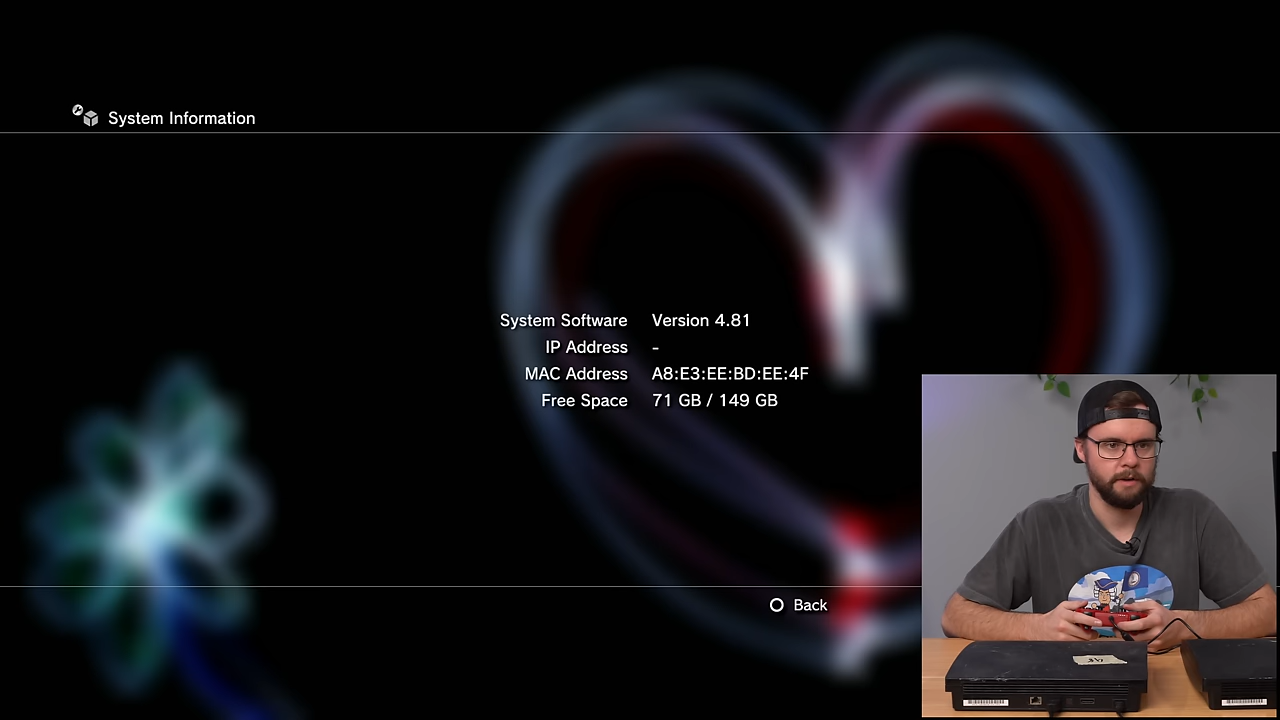 System Information
System Software Version 4.81
IP Address -
MAC Address A8:E3:EE:BD:EE:4F
Free Space 71 GB / 149 GB
Back